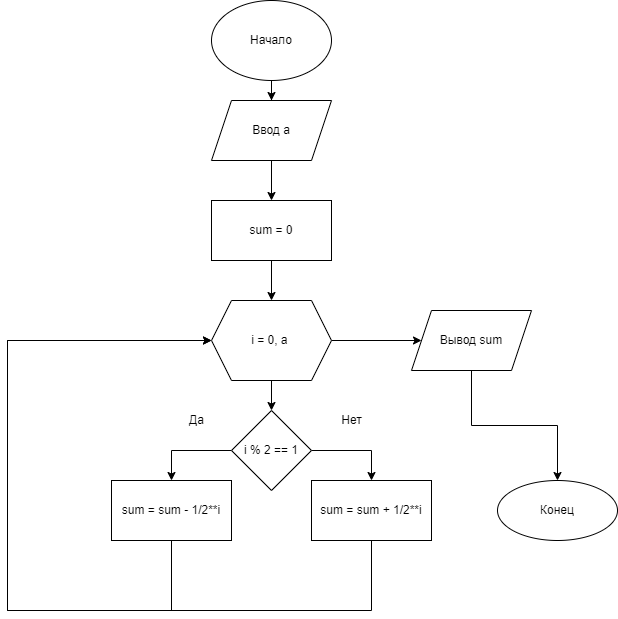 Начало
Ввод a
sum = 0
i = 0, a
Вывод sum
Да
Нет
i % 2 == 1
sum = sum - 1/2**i
sum = sum + 1/2**i
Конец